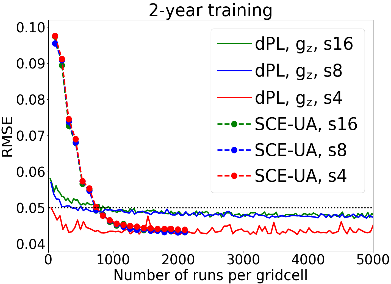 2-year training
0.10
0.09
0.08
0.07
0.06
0.05
0.04
RMSE
dPL, gz, s16
dPL, gz, s8
dPL, gz, s4
SCE-UA, s16
SCE-UA, s8
SCE-UA, s4
0 1000 2000 3000 4000 5000
Number of runs per gridcell